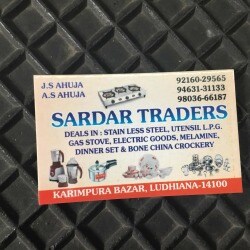 J.S AHUJA
A.S AHUJA
92160-29565
94631-31133
98036-66187
SARDAR TRADERS
DEALS IN : STAIN LESS STEEL, UTENSIL L.P.G.
GAS STOVE, ELECTRIC GOODS, MELAMINE,
DINNER SET & BONE CHINA CROCKERY
KARIMPURA BAZAR, LUDHIANA-14100